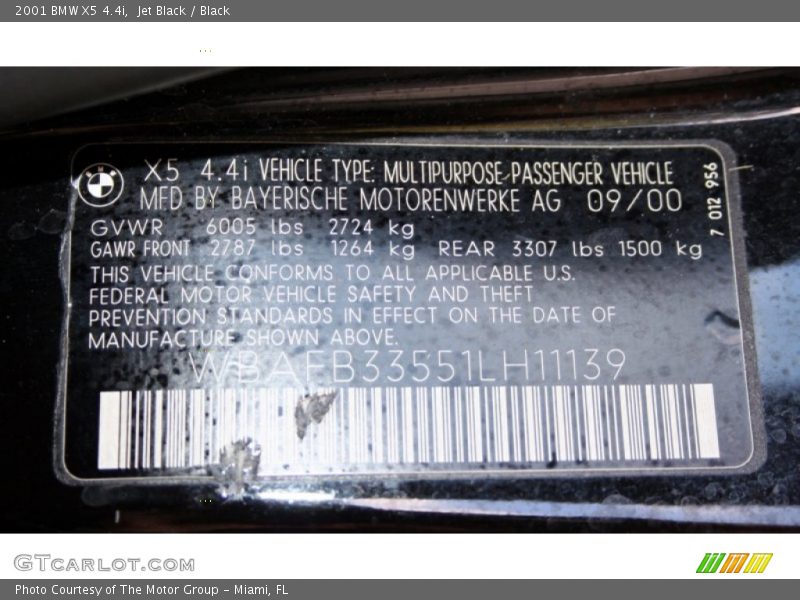 2001 BMW X5 4.4i, Jet Black / Black
X5 4.4i VEHICLE TYPE: MULTIPURPOSE PASSENGER VEHICLE
MFD BY BAYERISCHE MOTORENWERKE AG 09/00
7 012 956
GVWR 6005 lbs 2724 kg
GAWR FRONT 2787 lbs 1264 kg REAR 3307 lbs 1500 kg
THIS VEHICLE CONFORMS TO ALL APPLICABLE U.S.
FEDERAL MOTOR VEHICLE SAFETY AND THEFT
PREVENTION STANDARDS IN EFFECT ON THE DATE OF
MANUFACTURE SHOWN ABOVE.
WBAFB33551LH11139
GTCARLOT.COM
Photo Courtesy of The Motor Group - Miami, FL